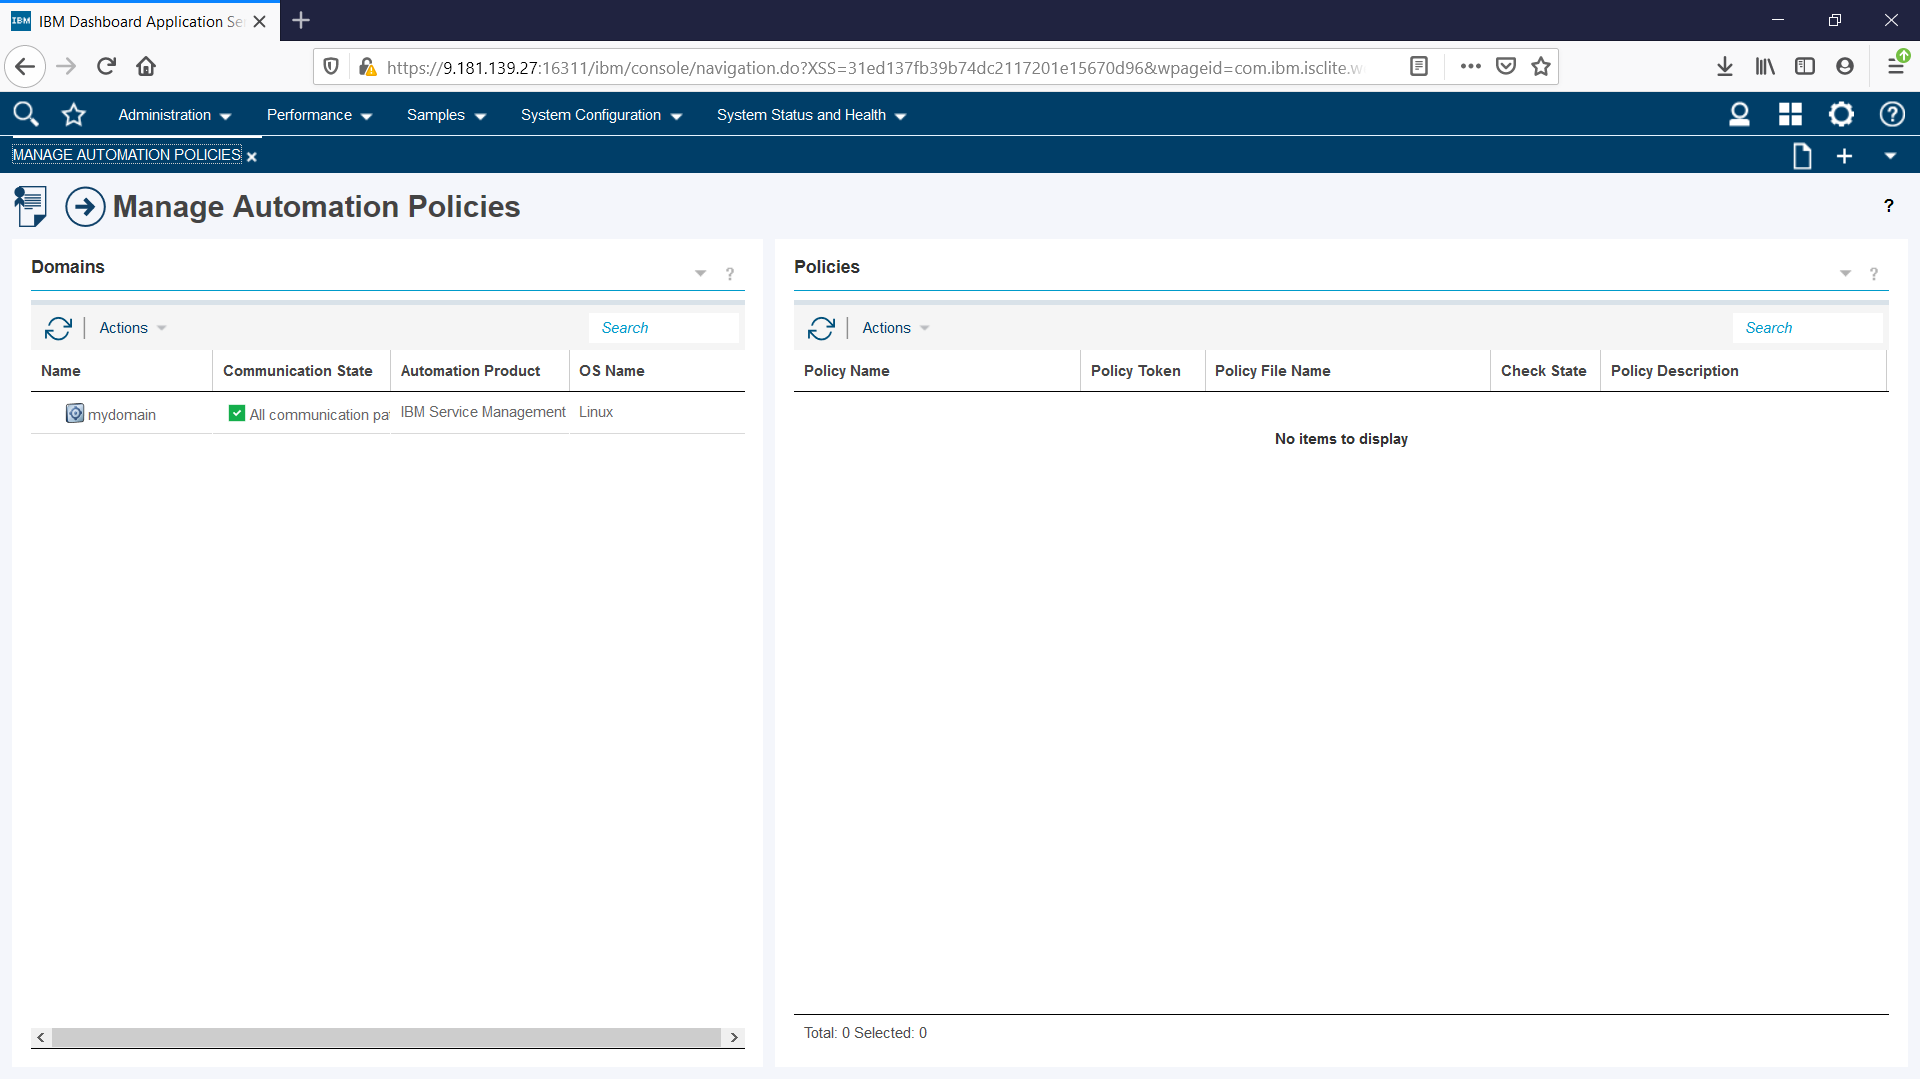 IBM IBM Dashboard Application Se
https://9.181.139.27:16311/ibm/console/navigation.do?XSS=31ed137fb39b74dc2117201e15670d96&wpageid=com.ibm.isclite.w
Administration Performance Samples System Configuration System Status and Health
MANAGE AUTOMATION POLICIES
Manage Automation Policies ?
Domains ?
Actions Search
Name Communication State Automation Product OS Name
mydomain All communication pa IBM Service Management Linux
Policies ?
Actions Search
Policy Name Policy Token Policy File Name Check State Policy Description
No items to display
Total: 0 Selected: 0